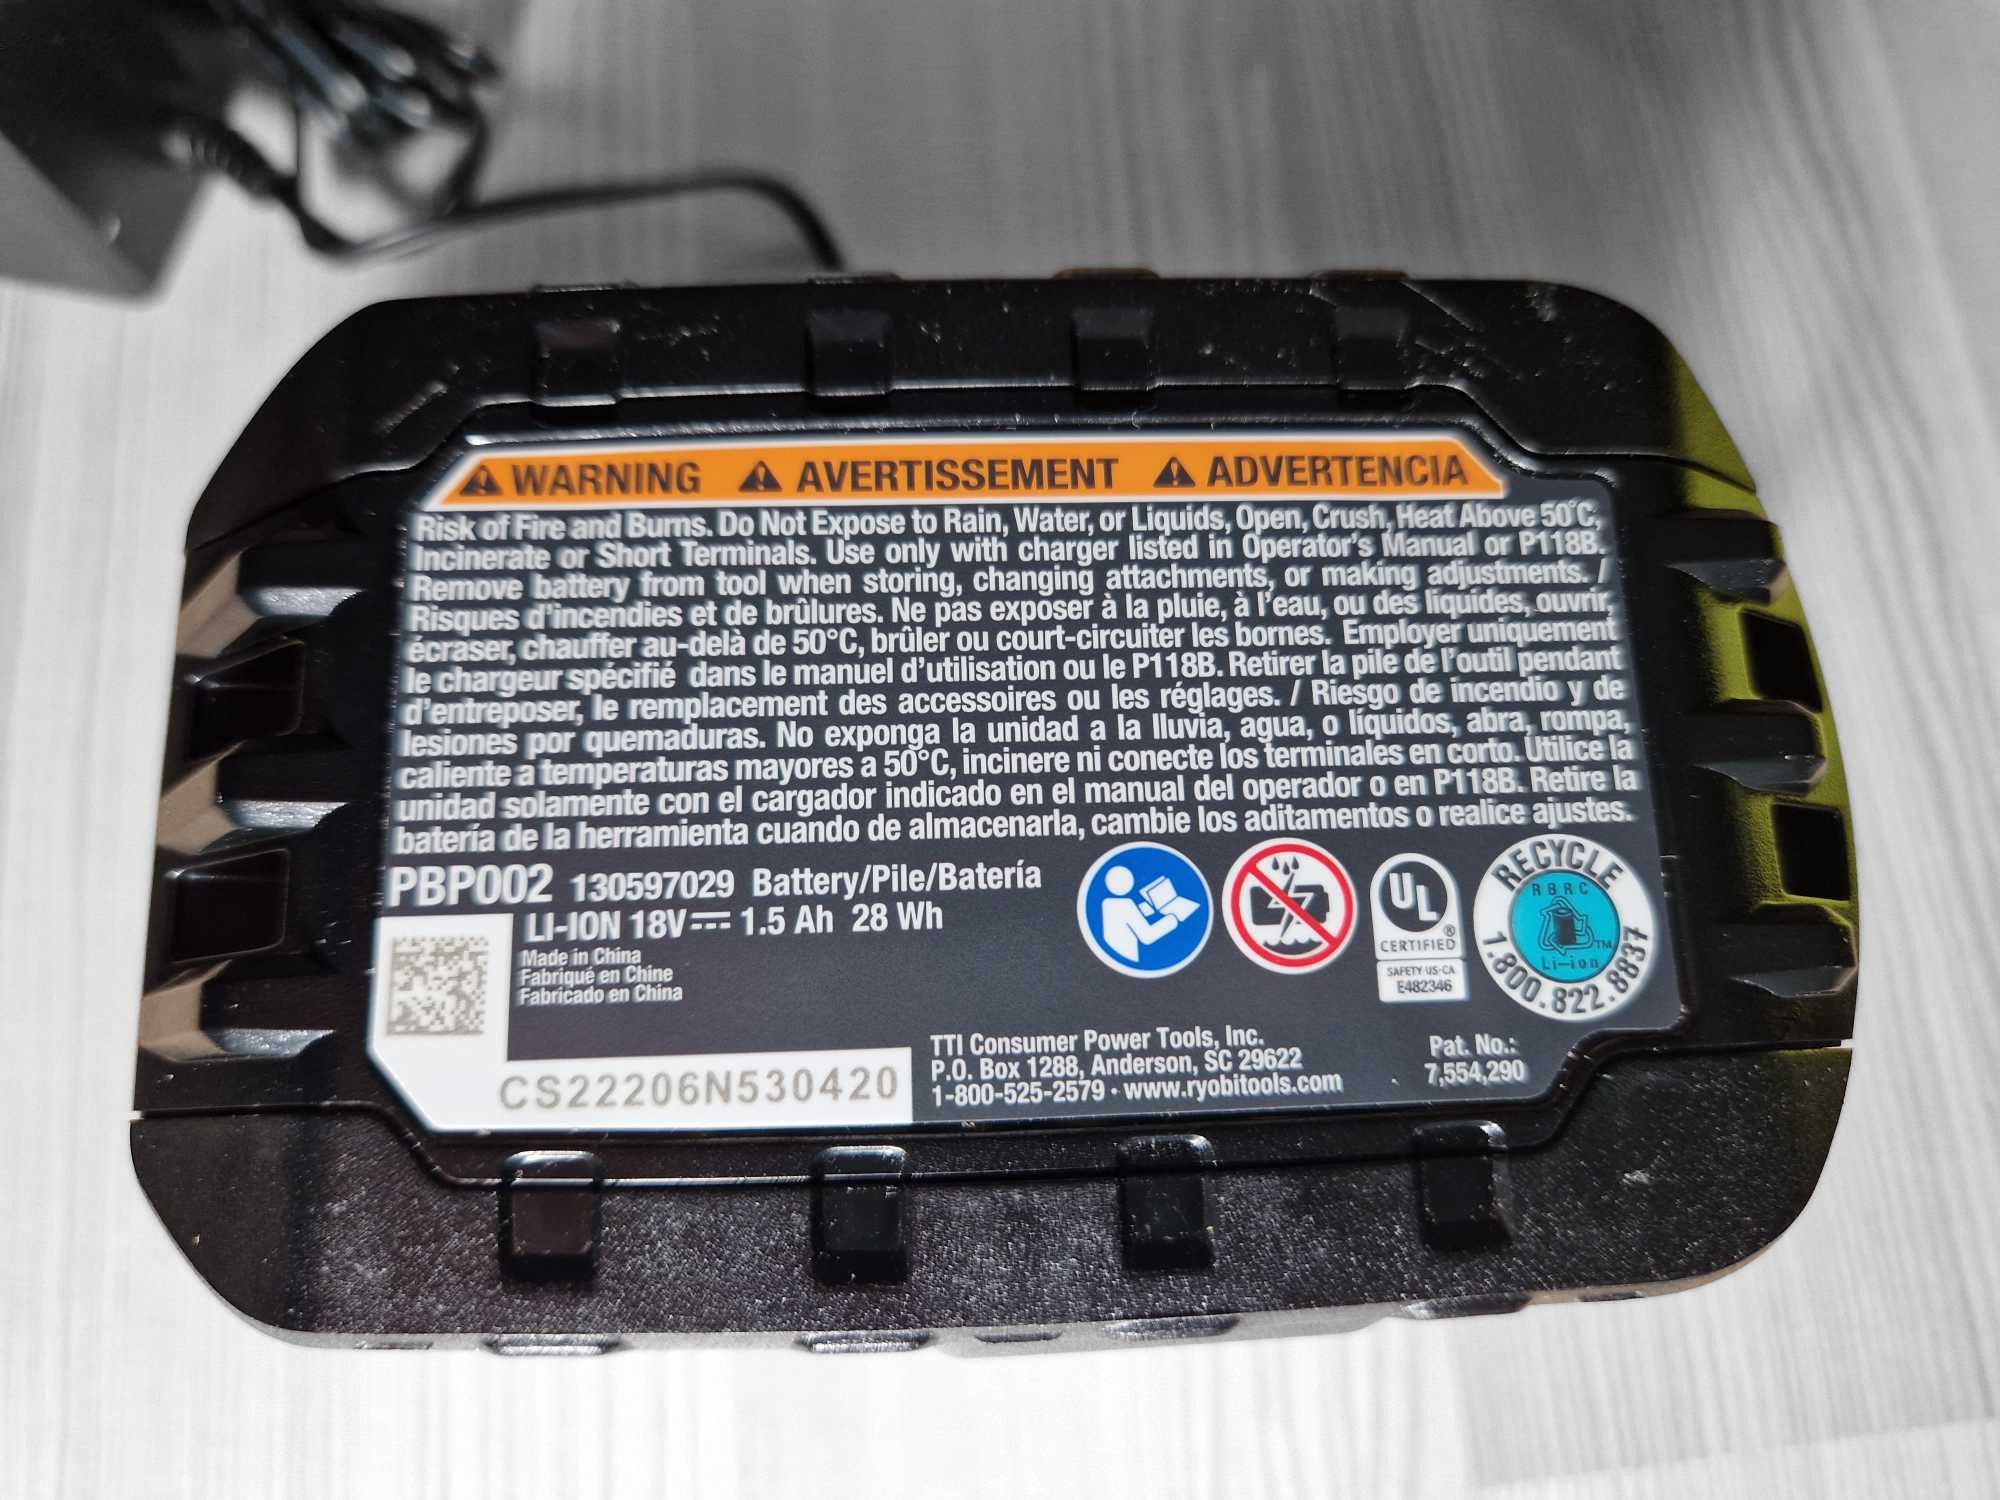 WARNING AVERTISSEMENT ADVERTENCIA
Risk of Fire and Burns. Do Not Expose to Rain, Water, or Liquids, Open, Crush, Heat Above 50°C,
Incinerate or Short Terminals. Use only with charger listed in Operator's Manual or P118B.
Remove battery from tool when storing, changing attachments, or making adjustments. /
Risques d'incendies et de brûlures. Ne pas exposer à la pluie, à l'eau, ou des liquides, ouvrir,
écraser, chauffer au-delà de 50°C, brûler ou court-circuiter les bornes. Employer uniquement
le chargeur spécifié dans le manuel d'utilisation ou le P118B. Retirer la pile de l'outil pendant
d'entreposer, le remplacement des accessoires ou les réglages. / Riesgo de incendio y de
lesiones por quemaduras. No exponga la unidad a la lluvia, agua, o líquidos, abra, rompa,
caliente a temperaturas mayores a 50°C, incinere ni conecte los terminales en corto. Utilice la
unidad solamente con el cargador indicado en el manual del operador o en P118B. Retire la
batería de la herramienta cuando de almacenarla, cambie los aditamentos o realice ajustes.
PBP002 130597029 Battery/Pile/Batería
LI-ION 18V⎓ 1.5 Ah 28 Wh
Made in China
Fabriqué en Chine
Fabricado en China
UL ®
CERTIFIED
SAFETY US-CA
E482346
RECYCLE
RBRC
TM
Li-ion
1.800.822.8837
CS22206N530420
TTI Consumer Power Tools, Inc.
P.O. Box 1288, Anderson, SC 29622
1-800-525-2579 · www.ryobitools.com
Pat. No.:
7,554,290